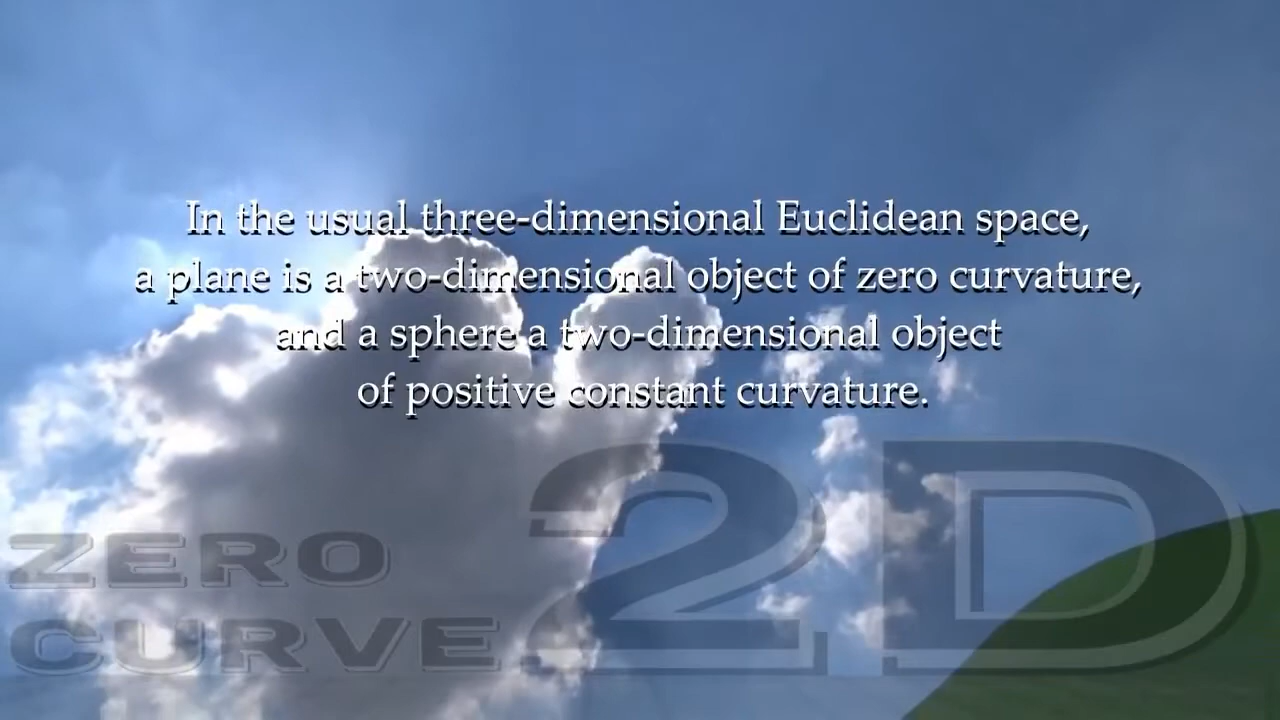 In the usual three-dimensional Euclidean space,
a plane is a two-dimensional object of zero curvature,
and a sphere a two-dimensional object
of positive constant curvature.
ZERO
CURVE
2D